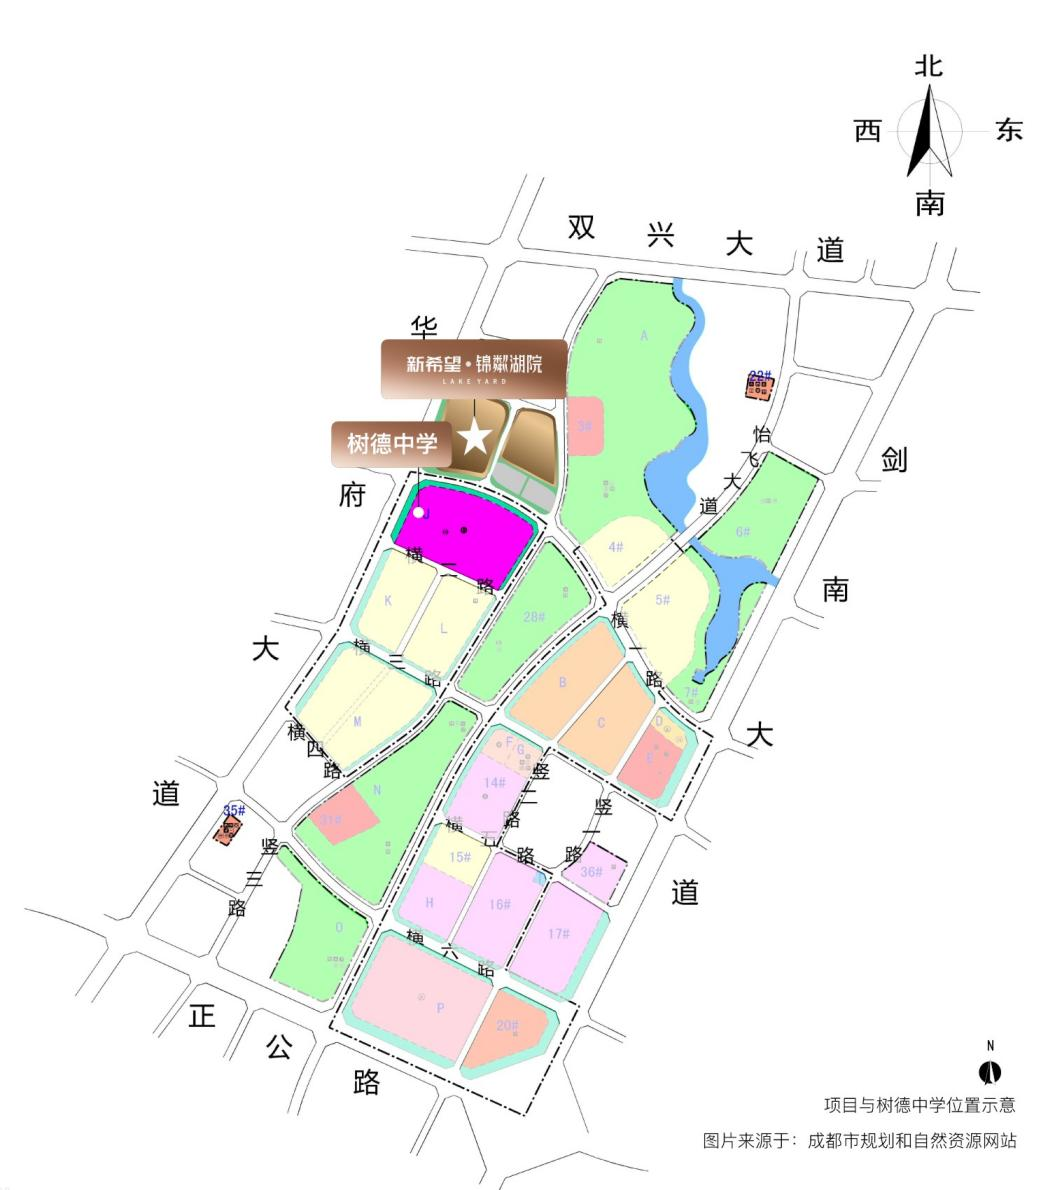 北
西 东
南
双兴大道
华府大道
新希望·锦粼湖院
LAKE YARD
树德中学
剑南大道
怡飞大道
正公路
横一路
横二路
横三路
横四路
横五路
横六路
竖一路
竖二路
竖三路
A
22#
3#
6#
4#
5#
7#
J
K
L
M
28#
B
C
D
E
F
G
14#
15#
H
16#
17#
36#
N
31#
35#
O
P
20#
N
项目与树德中学位置示意
图片来源于：成都市规划和自然资源网站